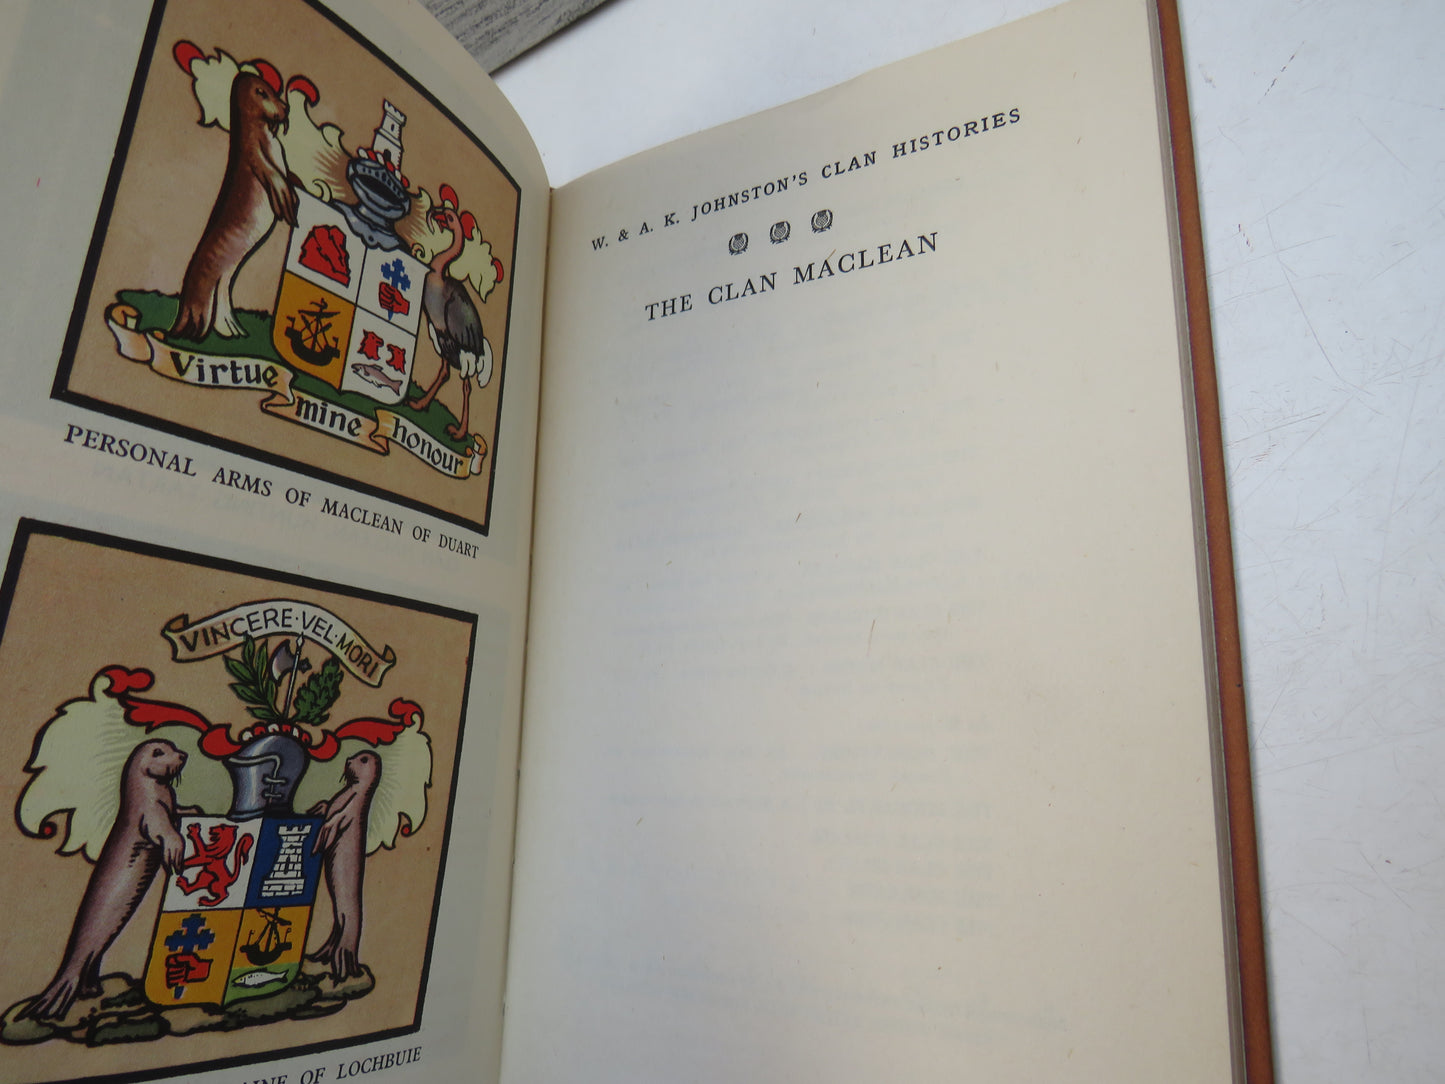 Virtue mine honour
PERSONAL ARMS OF MACLEAN OF DUART
VINCERE · VEL · MORI
OF LOCHBUIE
W. & A. K. JOHNSTON'S CLAN HISTORIES
THE CLAN MACLEAN